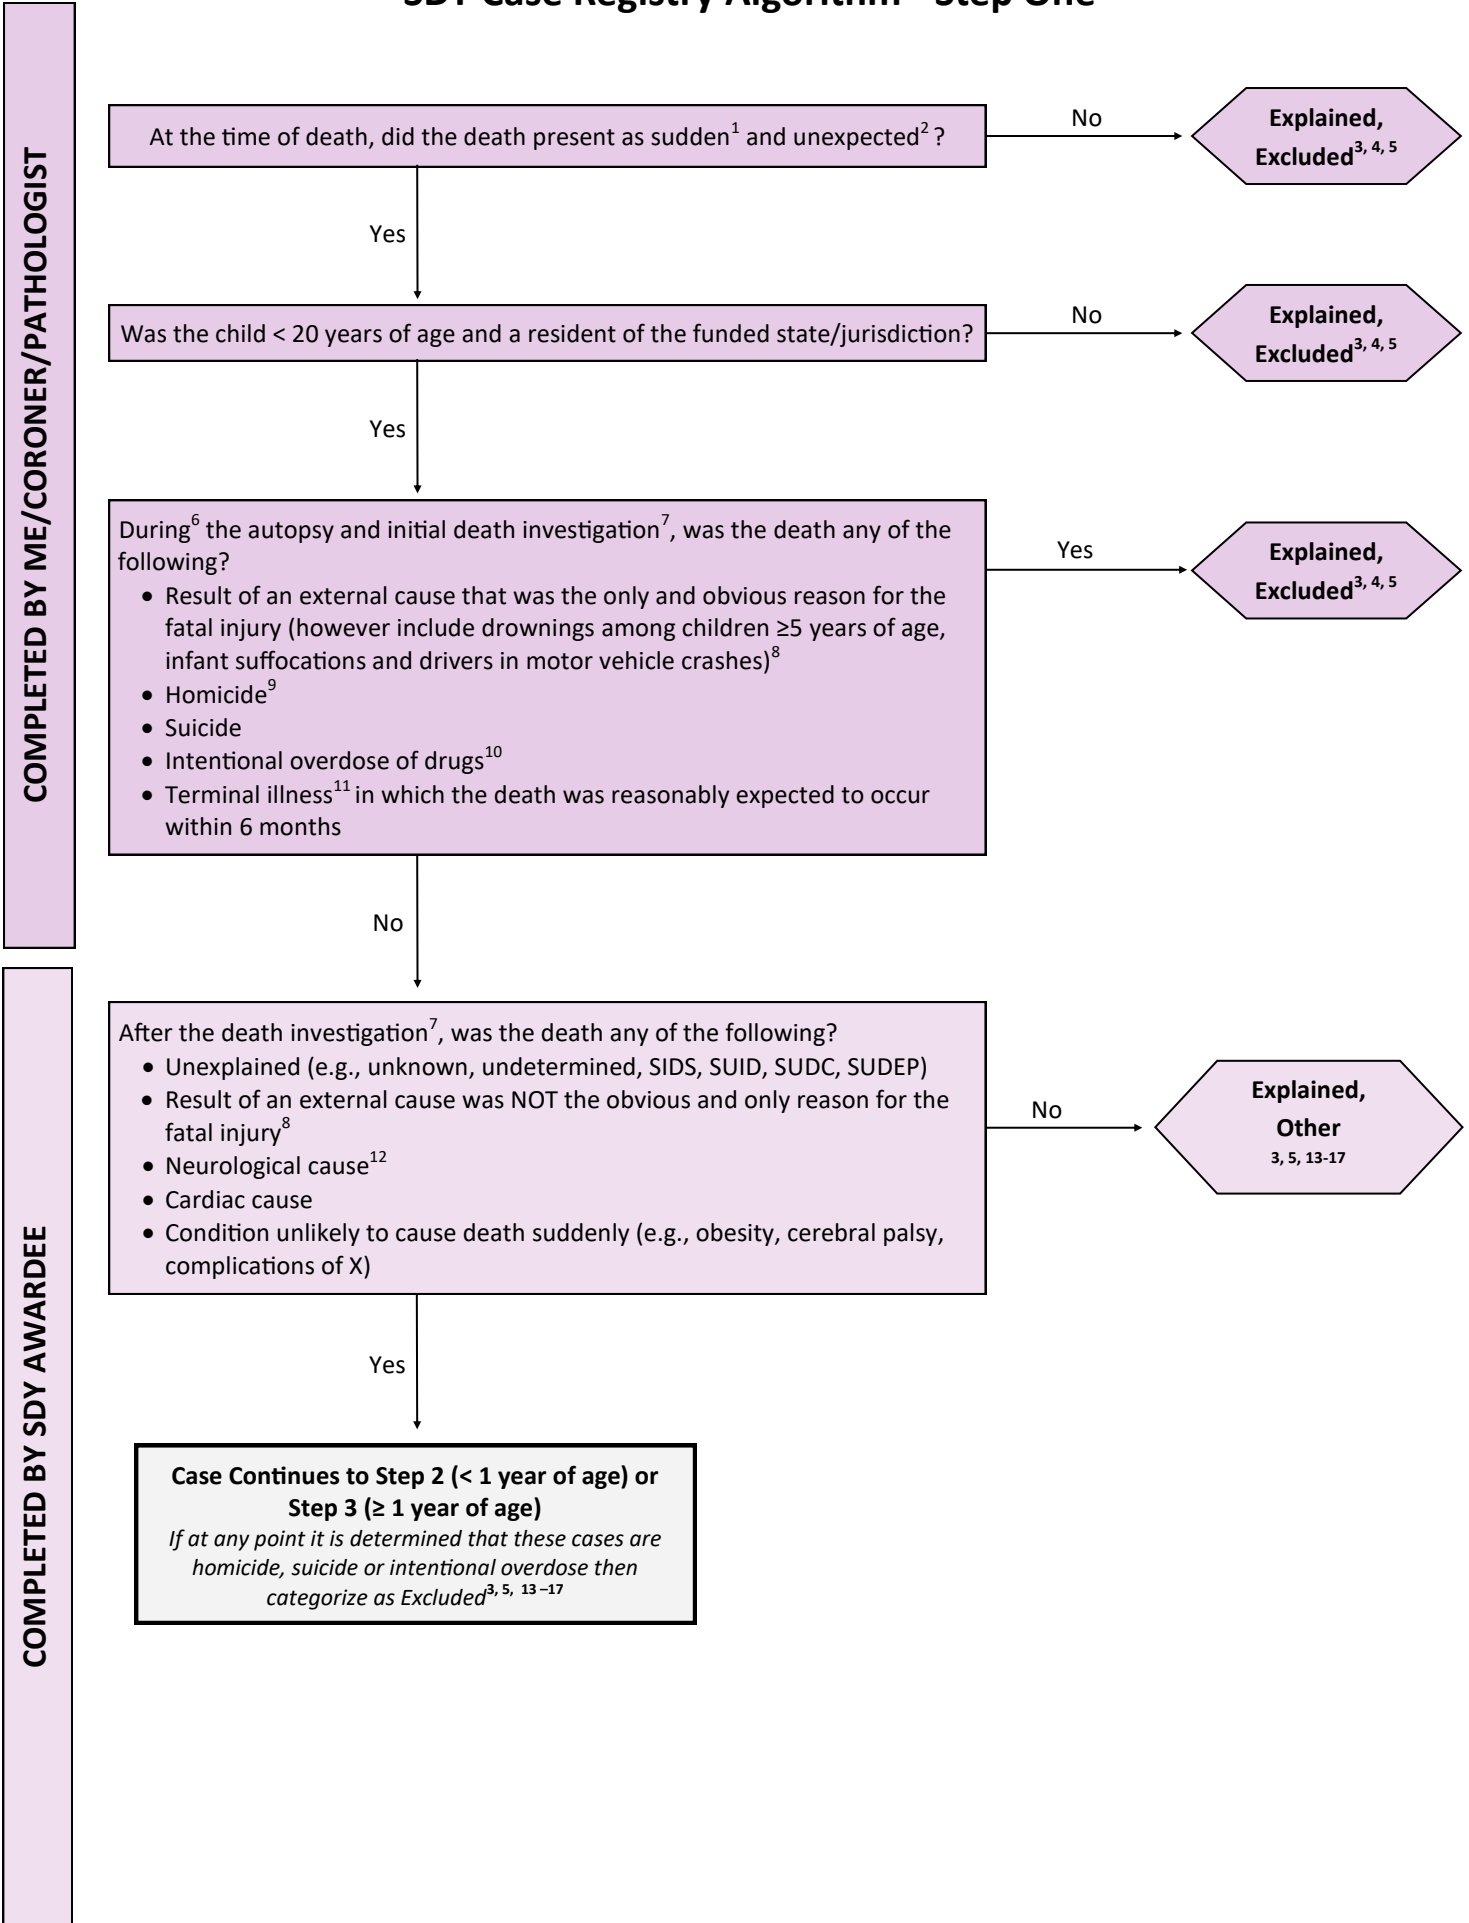 SDY Case Registry Algorithm - Step One
COMPLETED BY ME/CORONER/PATHOLOGIST
At the time of death, did the death present as sudden1 and unexpected2 ?
No
Explained,
Excluded3, 4, 5
Yes
Was the child < 20 years of age and a resident of the funded state/jurisdiction?
No
Explained,
Excluded3, 4, 5
Yes
During6 the autopsy and initial death investigation7, was the death any of the
following?
• Result of an external cause that was the only and obvious reason for the
fatal injury (however include drownings among children ≥5 years of age,
infant suffocations and drivers in motor vehicle crashes)8
• Homicide9
• Suicide
• Intentional overdose of drugs10
• Terminal illness11 in which the death was reasonably expected to occur
within 6 months
Yes
Explained,
Excluded3, 4, 5
No
COMPLETED BY SDY AWARDEE
After the death investigation7, was the death any of the following?
• Unexplained (e.g., unknown, undetermined, SIDS, SUID, SUDC, SUDEP)
• Result of an external cause was NOT the obvious and only reason for the
fatal injury8
• Neurological cause12
• Cardiac cause
• Condition unlikely to cause death suddenly (e.g., obesity, cerebral palsy,
complications of X)
No
Explained,
Other
3, 5, 13-17
Yes
Case Continues to Step 2 (< 1 year of age) or
Step 3 (≥ 1 year of age)
If at any point it is determined that these cases are
homicide, suicide or intentional overdose then
categorize as Excluded3, 5, 13–17